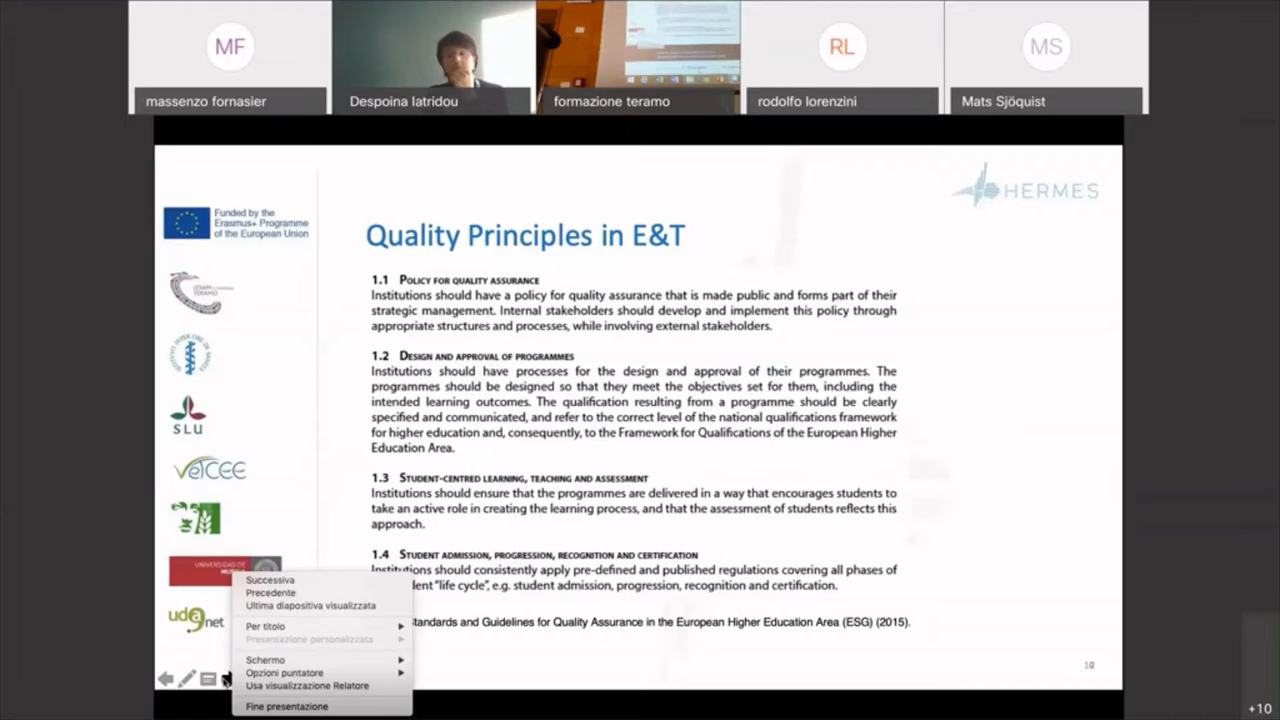 MF
RL
MS
massenzo fornasier
Despoina Iatridou
formazione teramo
rodolfo lorenzini
Mats Sjöquist
HERMES
Funded by the
Erasmus+ Programme
of the European Union
SLU
VETCEE
UNIVERSIDAD DE
uda9net
Quality Principles in E&T
1.1 POLICY FOR QUALITY ASSURANCE
Institutions should have a policy for quality assurance that is made public and forms part of their
strategic management. Internal stakeholders should develop and implement this policy through
appropriate structures and processes, while involving external stakeholders.
1.2 DESIGN AND APPROVAL OF PROGRAMMES
Institutions should have processes for the design and approval of their programmes. The
programmes should be designed so that they meet the objectives set for them, including the
intended learning outcomes. The qualification resulting from a programme should be clearly
specified and communicated, and refer to the correct level of the national qualifications framework
for higher education and, consequently, to the Framework for Qualifications of the European Higher
Education Area.
1.3 STUDENT-CENTRED LEARNING, TEACHING AND ASSESSMENT
Institutions should ensure that the programmes are delivered in a way that encourages students to
take an active role in creating the learning process, and that the assessment of students reflects this
approach.
1.4 STUDENT ADMISSION, PROGRESSION, RECOGNITION AND CERTIFICATION
Institutions should consistently apply pre-defined and published regulations covering all phases of
"life cycle", e.g. student admission, progression, recognition and certification.
Standards and Guidelines for Quality Assurance in the European Higher Education Area (ESG) (2015).
Successiva
Precedente
Ultima diapositiva visualizzata
Per titolo
Presentazione personalizzata
Schermo
Opzioni puntatore
Usa visualizzazione Relatore
Fine presentazione
+10